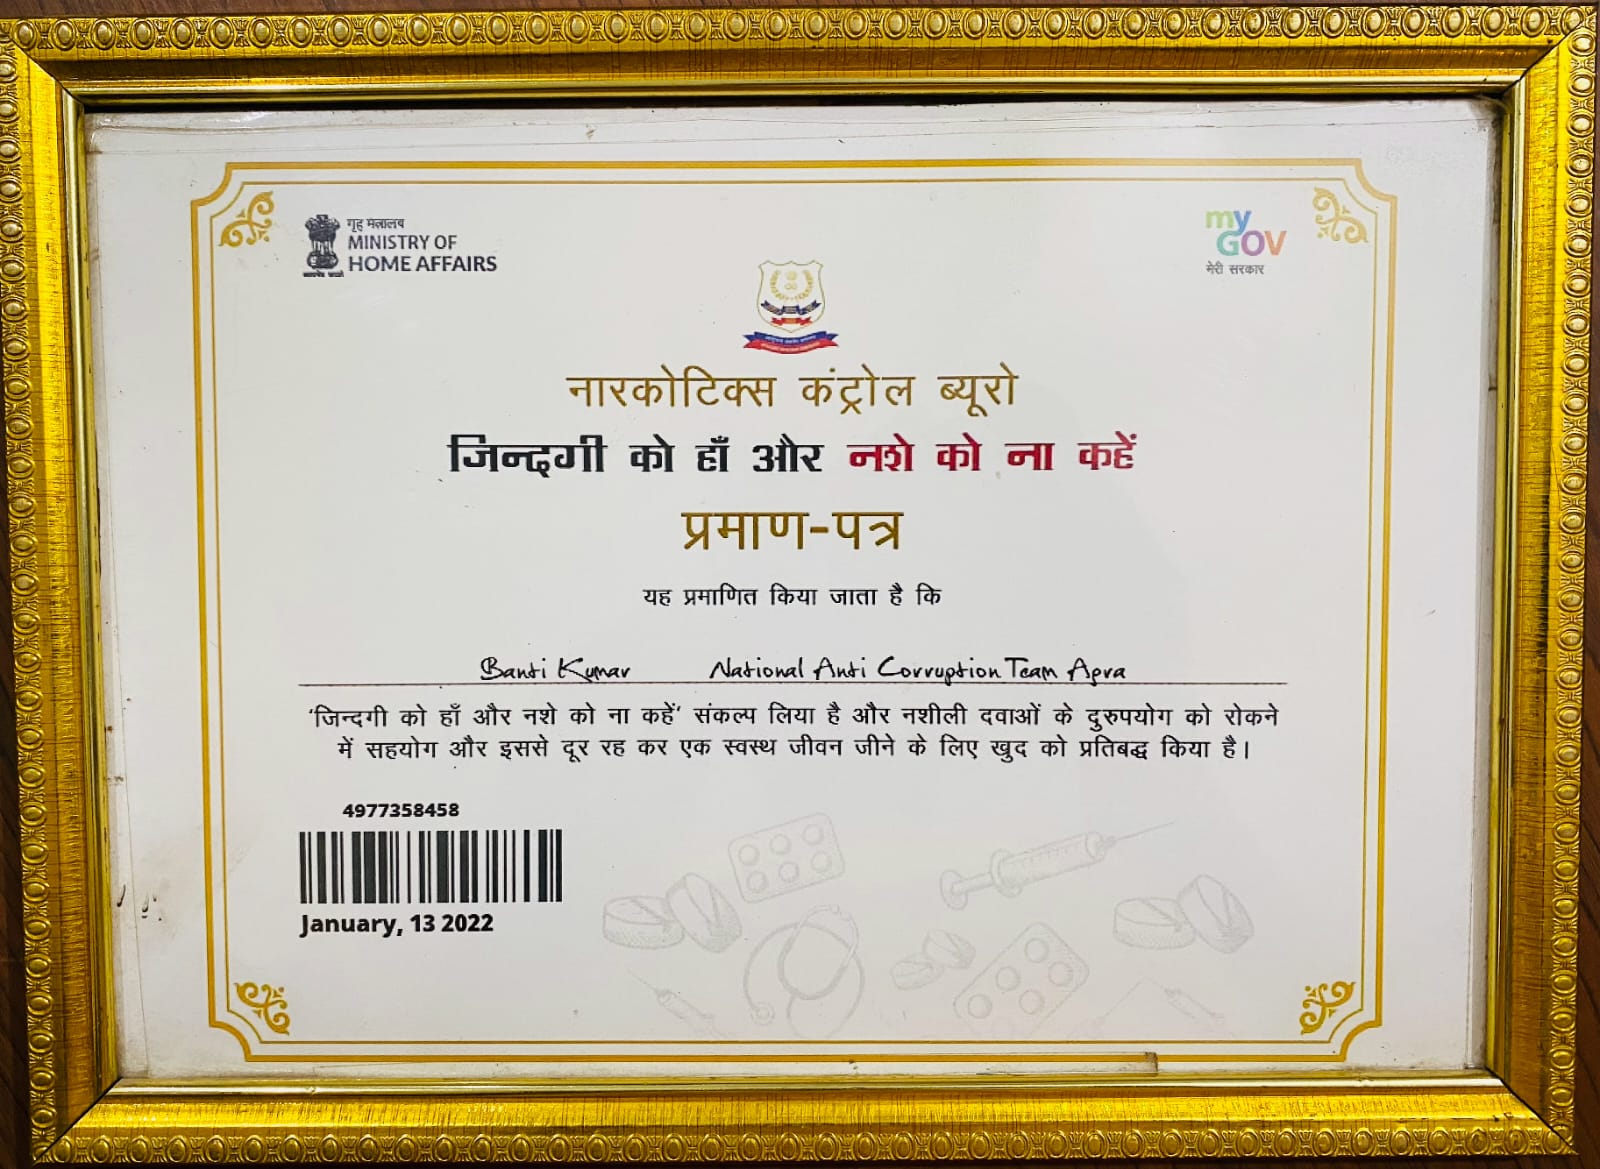 गृह मंत्रालय
MINISTRY OF
HOME AFFAIRS
my
GOV
मेरी सरकार
नारकोटिक्स कंट्रोल ब्यूरो
जिन्दगी को हाँ और नशे को ना कहें
प्रमाण-पत्र
यह प्रमाणित किया जाता है कि
Banti Kumar National Anti Corruption Team Agra
'जिन्दगी को हाँ और नशे को ना कहें' संकल्प लिया है और नशीली दवाओं के दुरुपयोग को रोकने
में सहयोग और इससे दूर रह कर एक स्वस्थ जीवन जीने के लिए खुद को प्रतिबद्ध किया है।
4977358458
January, 13 2022